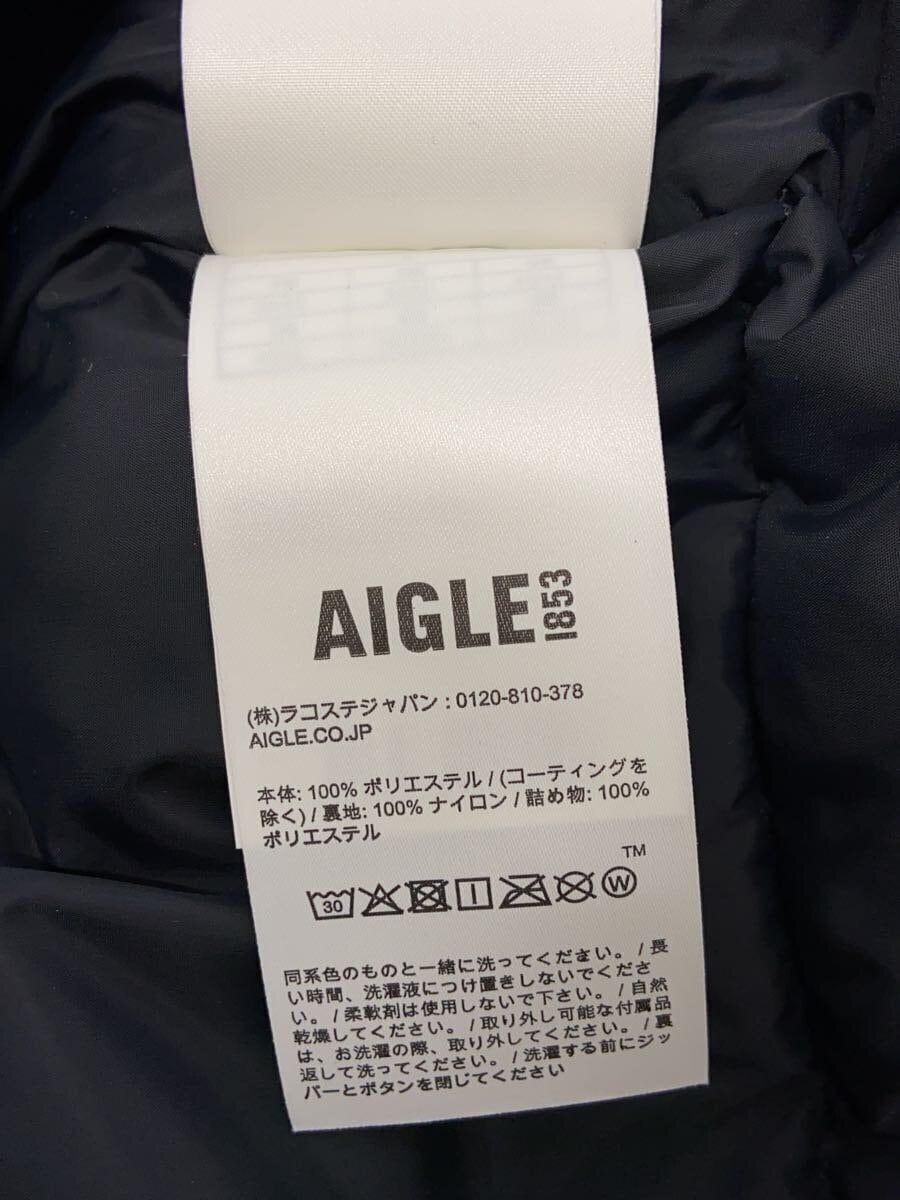 AIGLE 1853
(株)ラコステジャパン : 0120-810-378
AIGLE.CO.JP
本体: 100% ポリエステル / (コーティングを
除く) / 裏地: 100% ナイロン / 詰め物: 100%
ポリエステル
30 W TM
同系色のものと一緒に洗ってください。 / 長
い時間、洗濯液につけ置きしないでくださ
い。 / 柔軟剤は使用しないで下さい。 / 自然
乾燥してください。 / 取り外し可能な付属品
は、お洗濯の際、取り外してください。 / 裏
返して洗ってください。 / 洗濯する前にジッ
パーとボタンを閉じてください